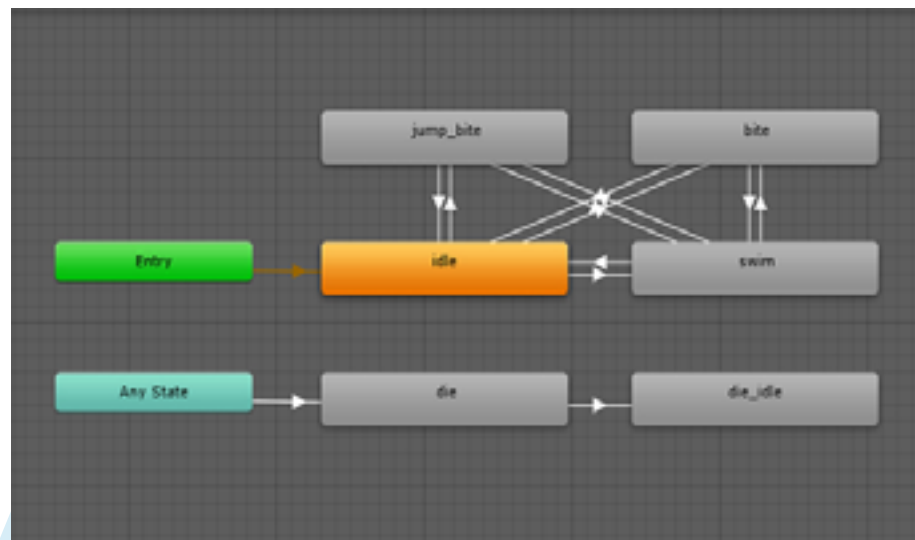 jump_bite
bite
Entry
idle
swim
Any State
die
die_idle